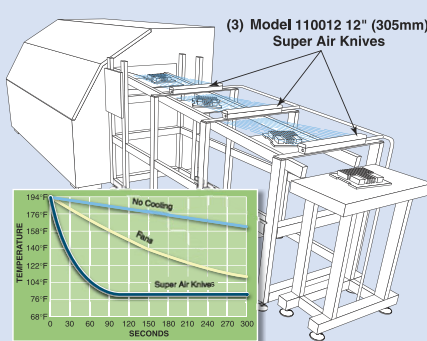 (3) Model 110012 12" (305mm)
Super Air Knives
194°F
176°F
158°F
140°F
122°F
104°F
76°F
68°F
TEMPERATURE
No Cooling
Fans
Super Air Knives
0 30 60 90 120 150 180 210 240 270 300
SECONDS